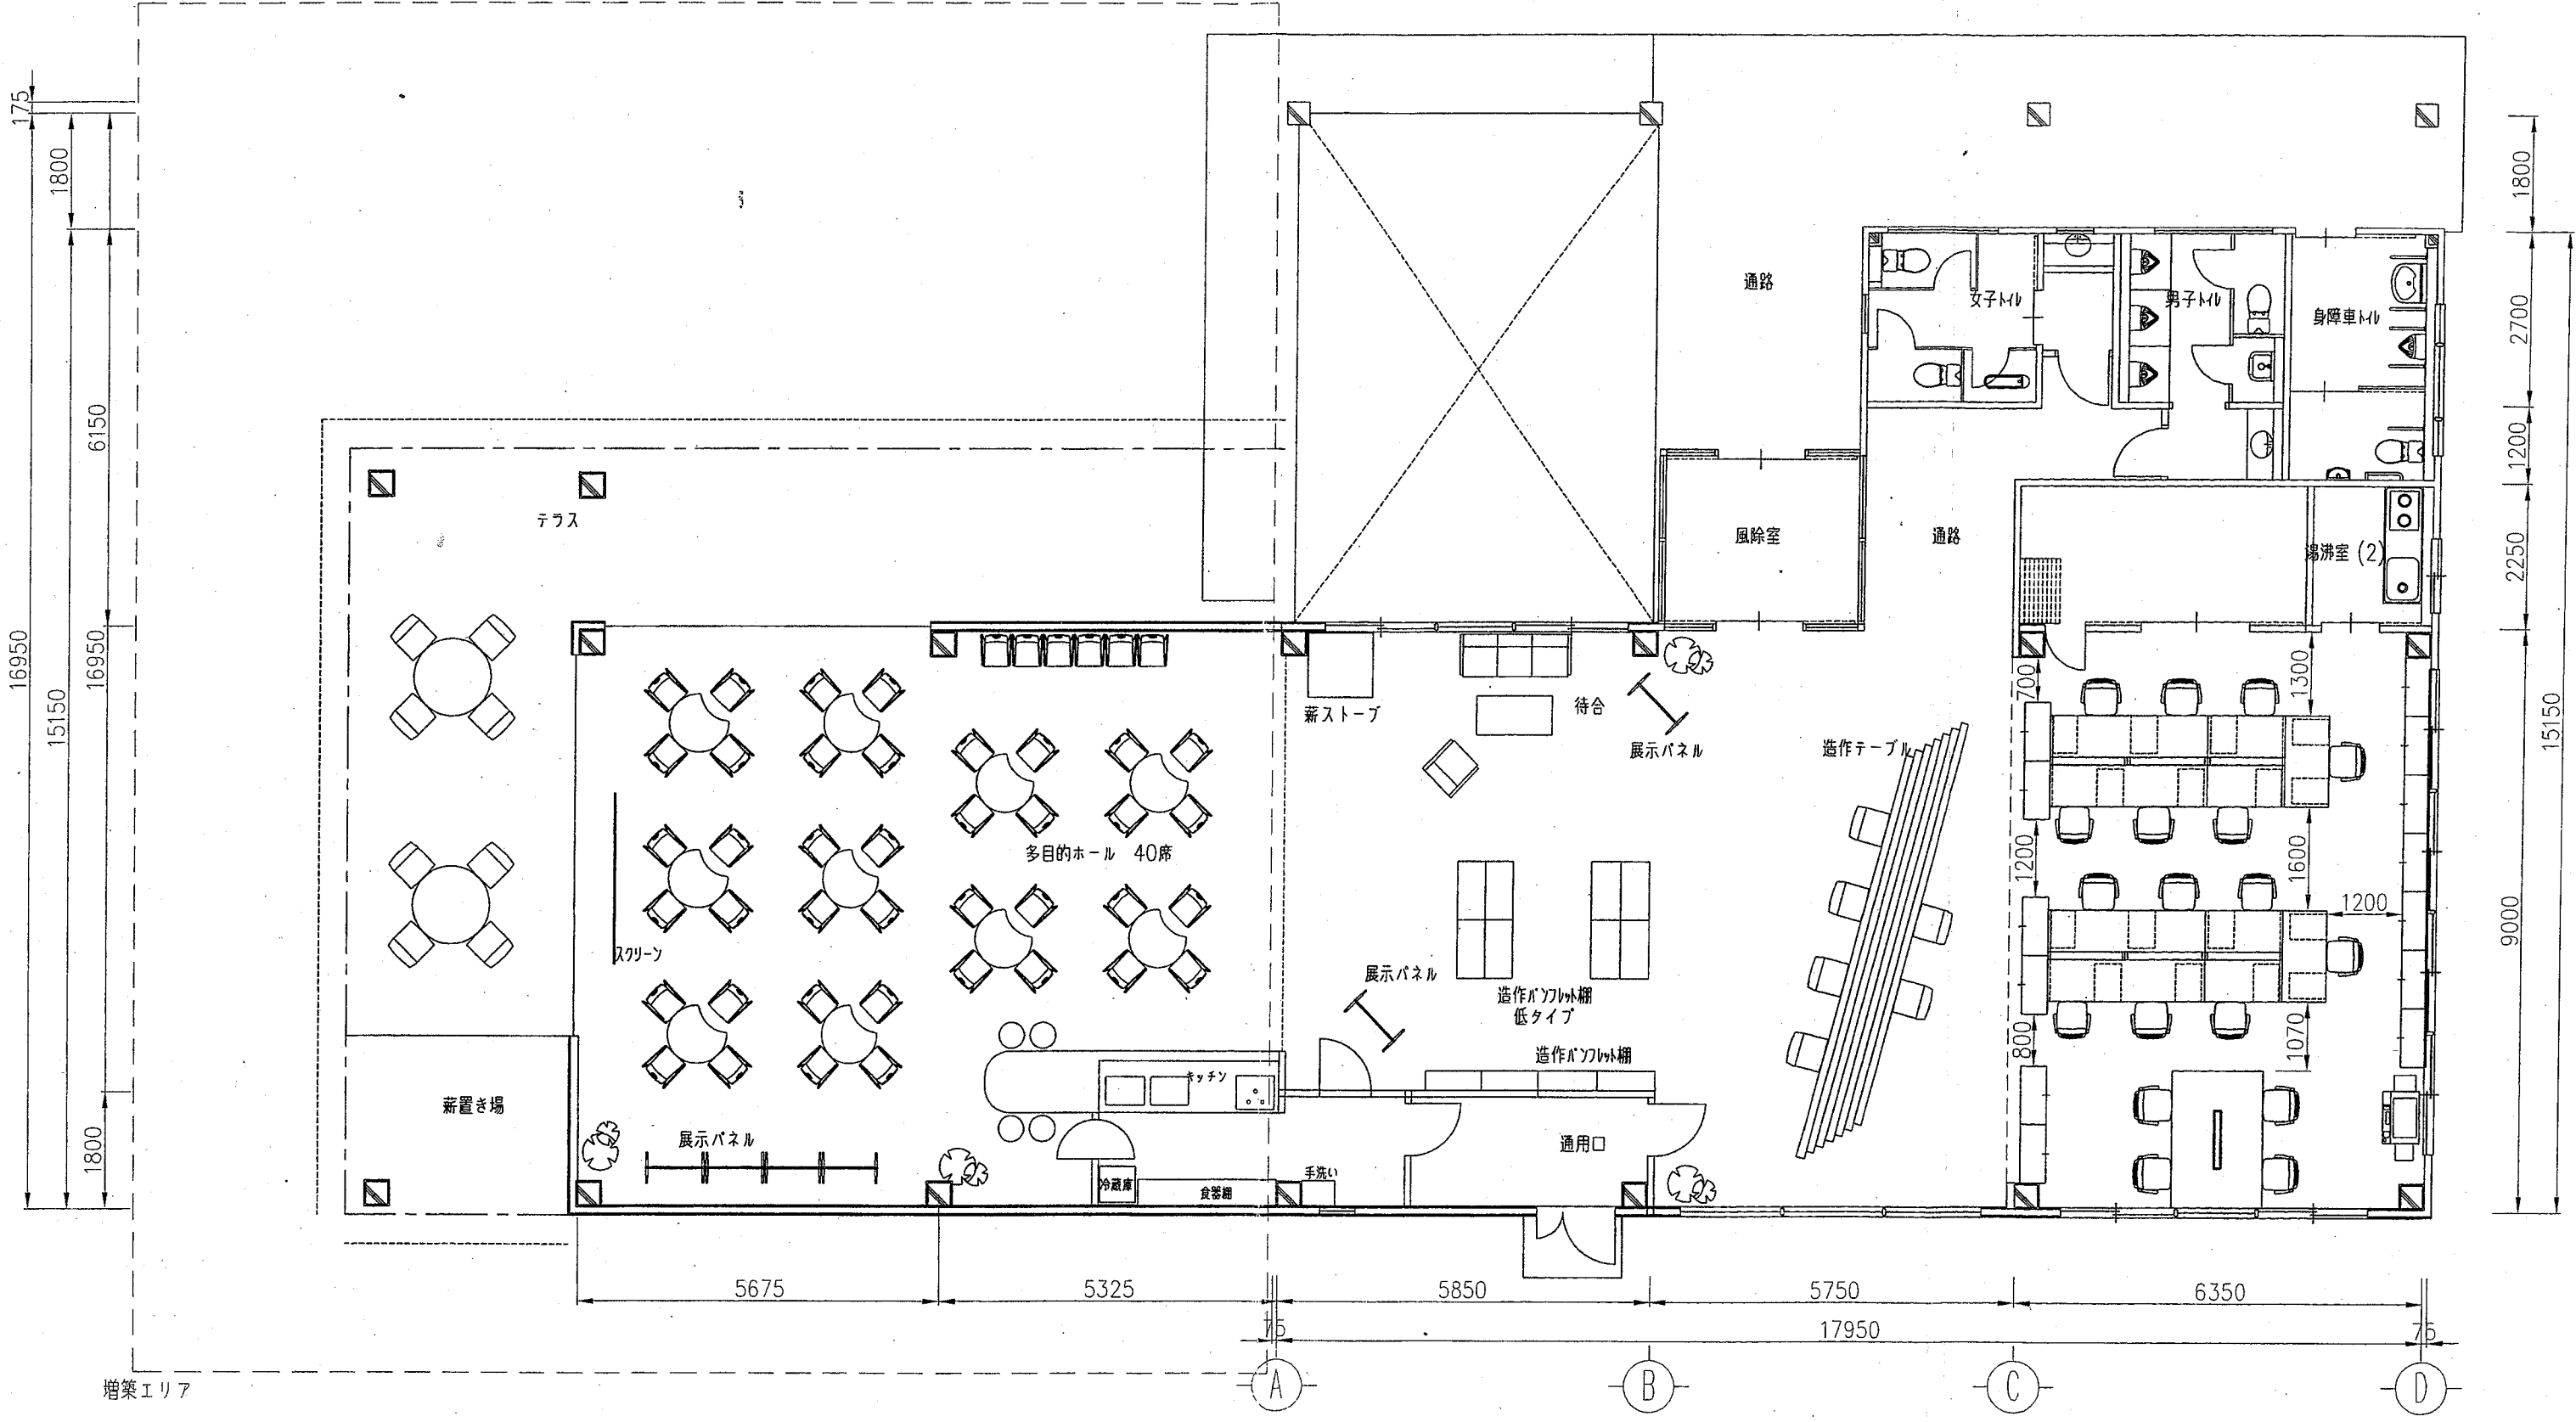 175
1800
6150
16950
15150
16950
1800
1800
2700
1200
2250
9000
15150
通路
女子トイレ
男子トイレ
身障車トイレ
テラス
風除室
通路
湯沸室 (2)
薪ストーブ
待合
展示パネル
造作テーブル
700
1300
多目的ホール 40席
1200
1600
1200
スクリーン
展示パネル
造作パンフレット棚
低タイプ
造作パンフレット棚
800
1070
キッチン
薪置き場
展示パネル
通用口
冷蔵庫
食器棚
手洗い
5675
5325
5850
5750
6350
75
17950
75
A
B
C
D
増築エリア